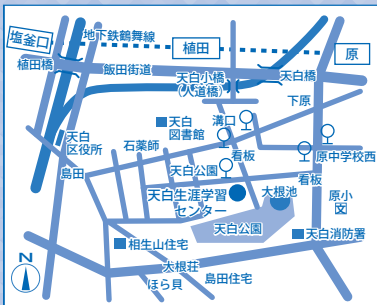 塩釜口
地下鉄鶴舞線
植田
原
植田橋
飯田街道
天白小橋
(人道橋)
天白橋
下原
天白
図書館
溝口
天白
区役所
石薬師
看板
原中学校西
島田
天白公園
看板
天白生涯学習
センター
大根池
原小
文
天白公園
天白消防署
相生山住宅
大根荘
島田住宅
ほら貝
N